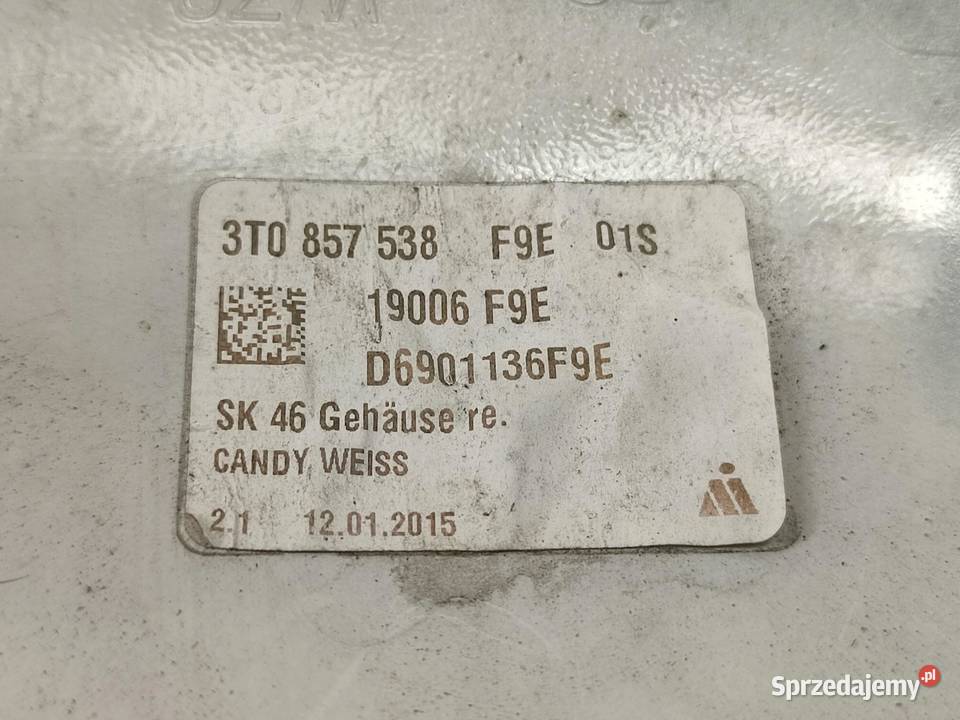 3T0 857 538 F9E 01S
19006 F9E
D6901136F9E
SK 46 Gehäuse re.
CANDY WEISS
2.1 12.01.2015
Sprzedajemy.pl